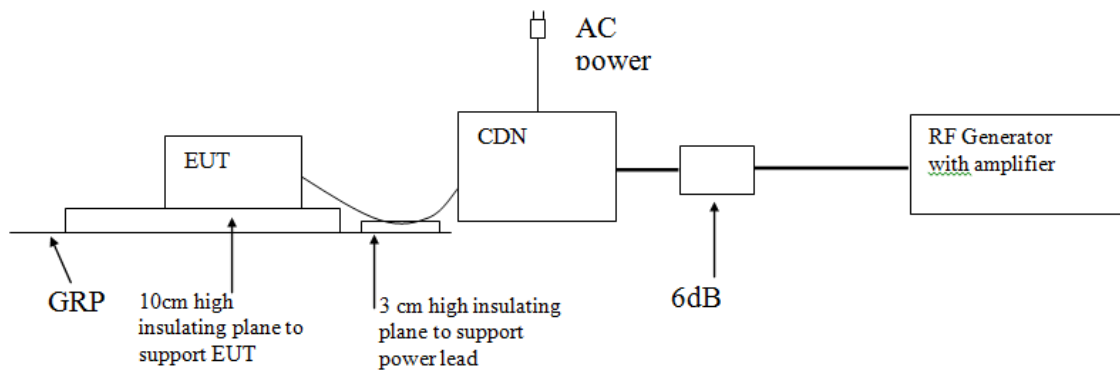 AC
power
EUT
CDN
RF Generator
with amplifier
GRP
10cm high
insulating plane to
support EUT
3 cm high insulating
plane to support
power lead
6dB